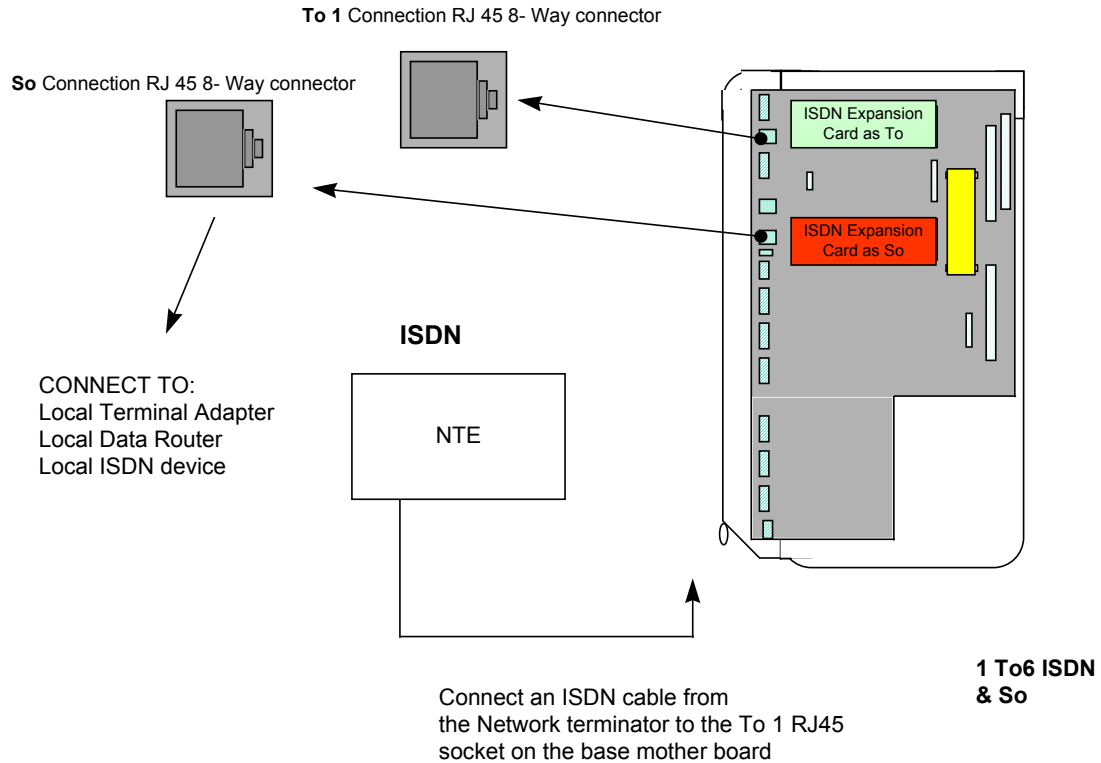 To 1 Connection RJ 45 8- Way connector
So Connection RJ 45 8- Way connector
ISDN Expansion
Card as To
ISDN Expansion
Card as So
ISDN
CONNECT TO:
Local Terminal Adapter
Local Data Router
Local ISDN device
NTE
1 To6 ISDN
& So
Connect an ISDN cable from
the Network terminator to the To 1 RJ45
socket on the base mother board